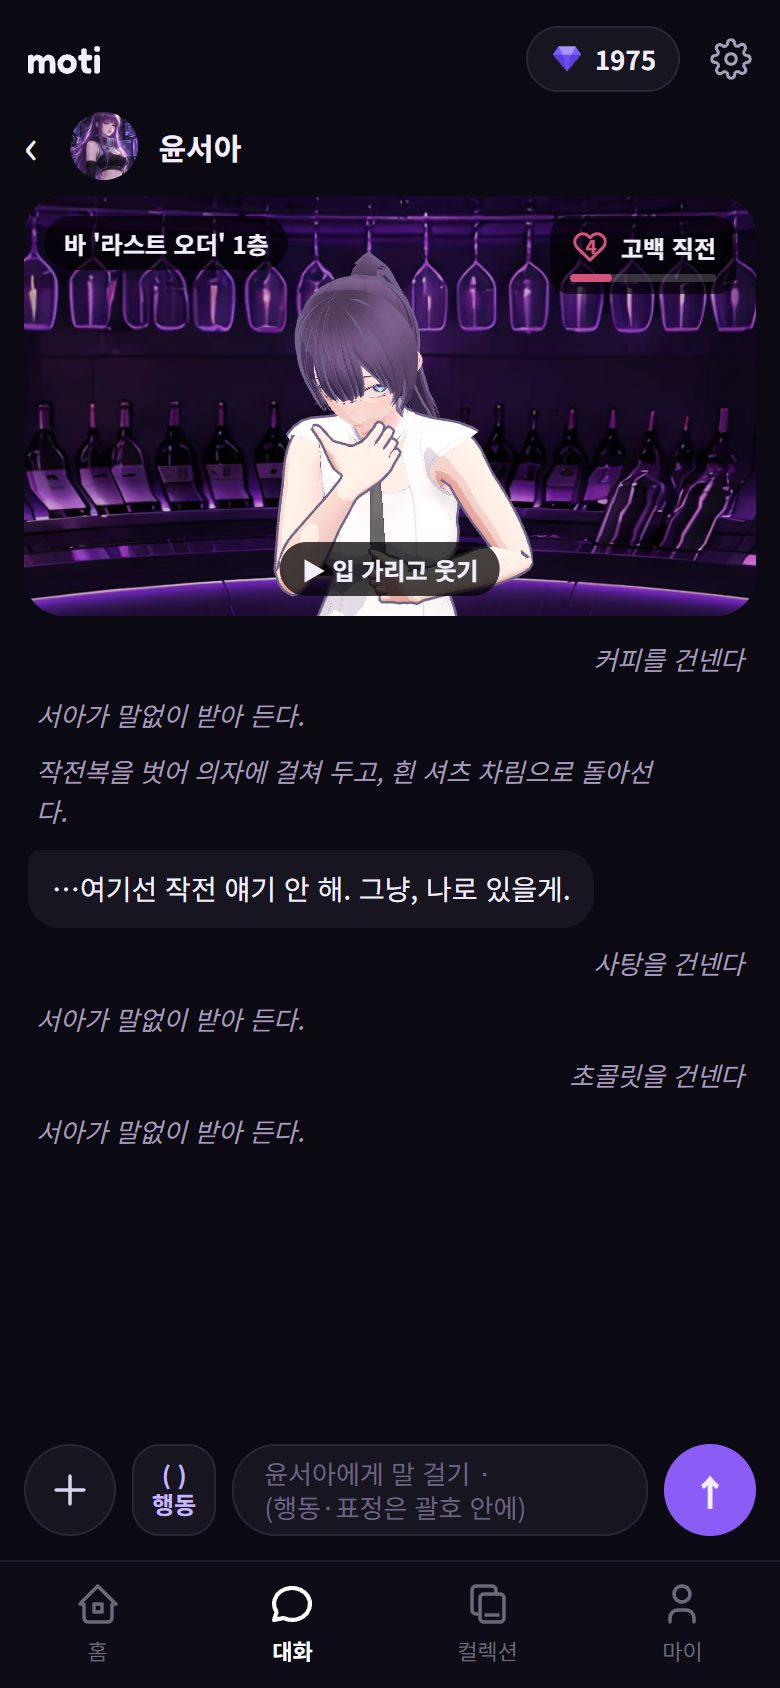 moti
1975
윤서아
바 '라스트 오더' 1층
4 고백 직전
▶ 입 가리고 웃기
커피를 건넨다
서아가 말없이 받아 든다.
작전복을 벗어 의자에 걸쳐 두고, 흰 셔츠 차림으로 돌아선
다.
…여기선 작전 얘기 안 해. 그냥, 나로 있을게.
사탕을 건넨다
서아가 말없이 받아 든다.
초콜릿을 건넨다
서아가 말없이 받아 든다.
( )
행동
윤서아에게 말 걸기 ·
(행동·표정은 괄호 안에)
홈
대화
컬렉션
마이